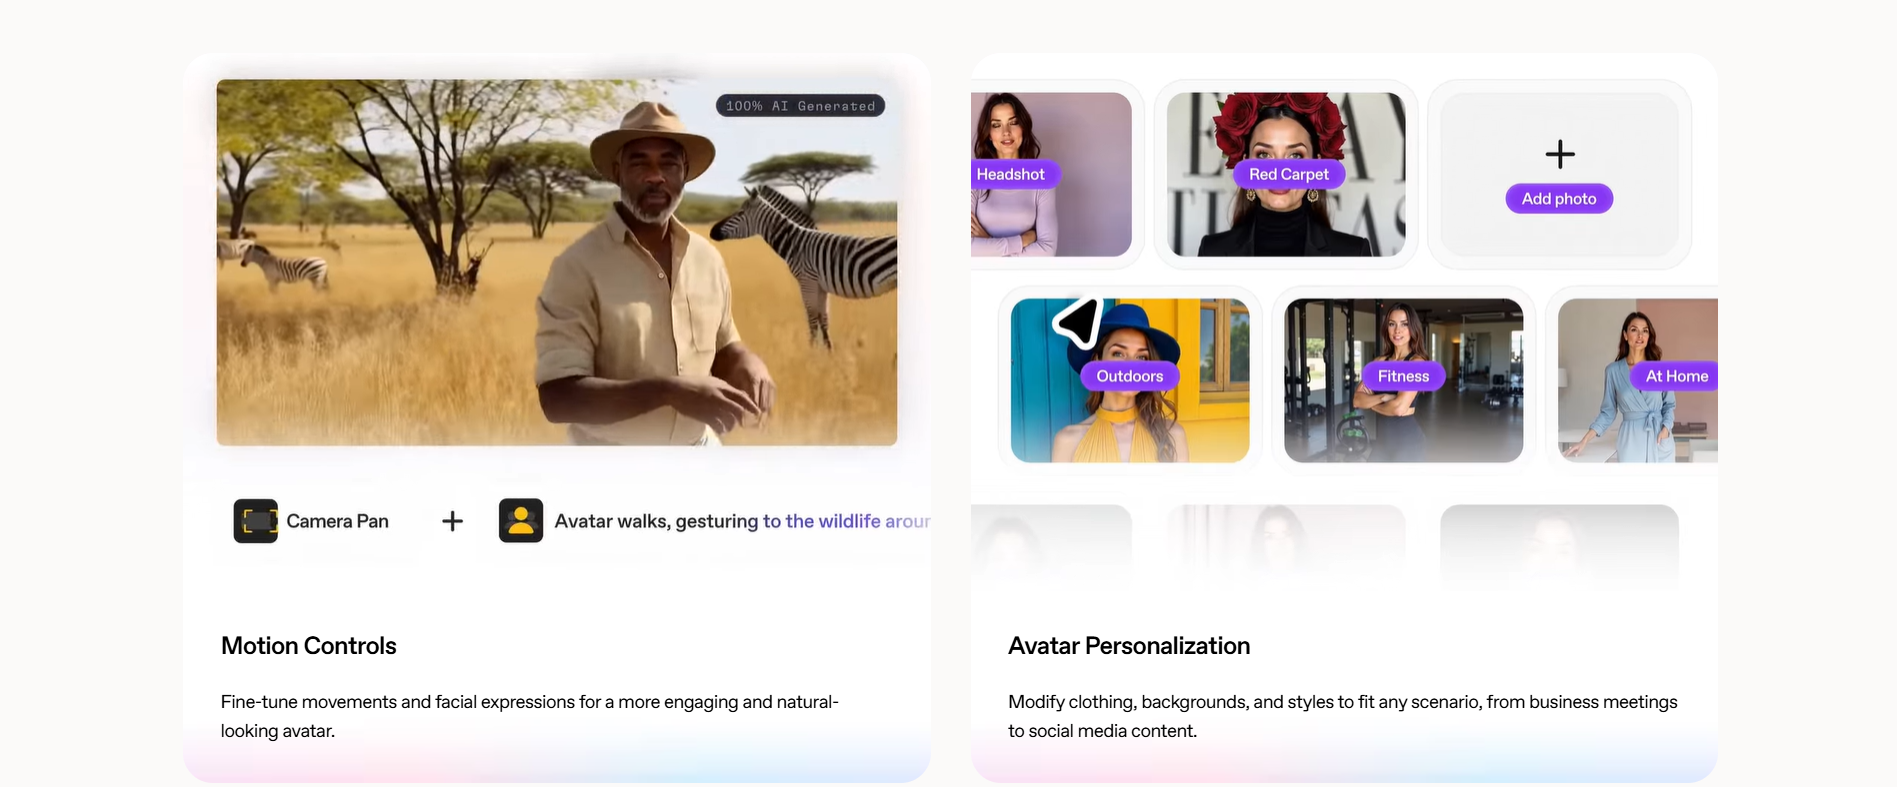 100% AI Generated
Camera Pan
Avatar walks, gesturing to the wildlife
Motion Controls
Fine-tune movements and facial expressions for a more engaging and natural-
looking avatar.
Headshot
Red Carpet
Add photo
Outdoors
Fitness
At Home
Avatar Personalization
Modify clothing, backgrounds, and styles to fit any scenario, from business meetings
to social media content.